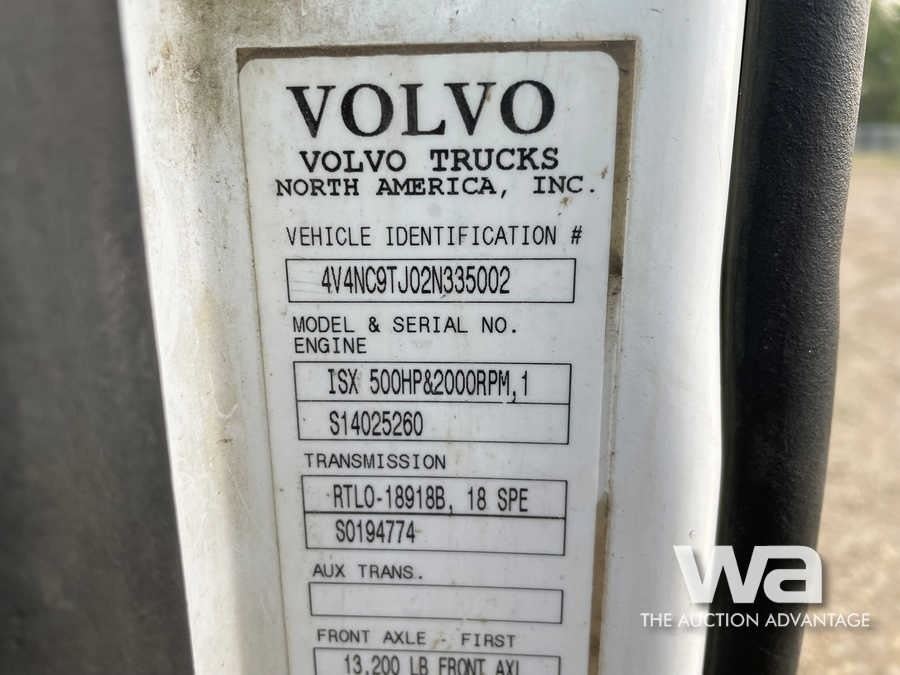 VOLVO
VOLVO TRUCKS
NORTH AMERICA, INC.
VEHICLE IDENTIFICATION #
4V4NC9TJ02N335002
MODEL & SERIAL NO.
ENGINE
ISX 500HP&2000RPM,1
S14025260
TRANSMISSION
RTLO-18918B, 18 SPE
S0194774
AUX TRANS.
FRONT AXLE - FIRST
13,200 LB FRONT AXL
wa
THE AUCTION ADVANTAGE